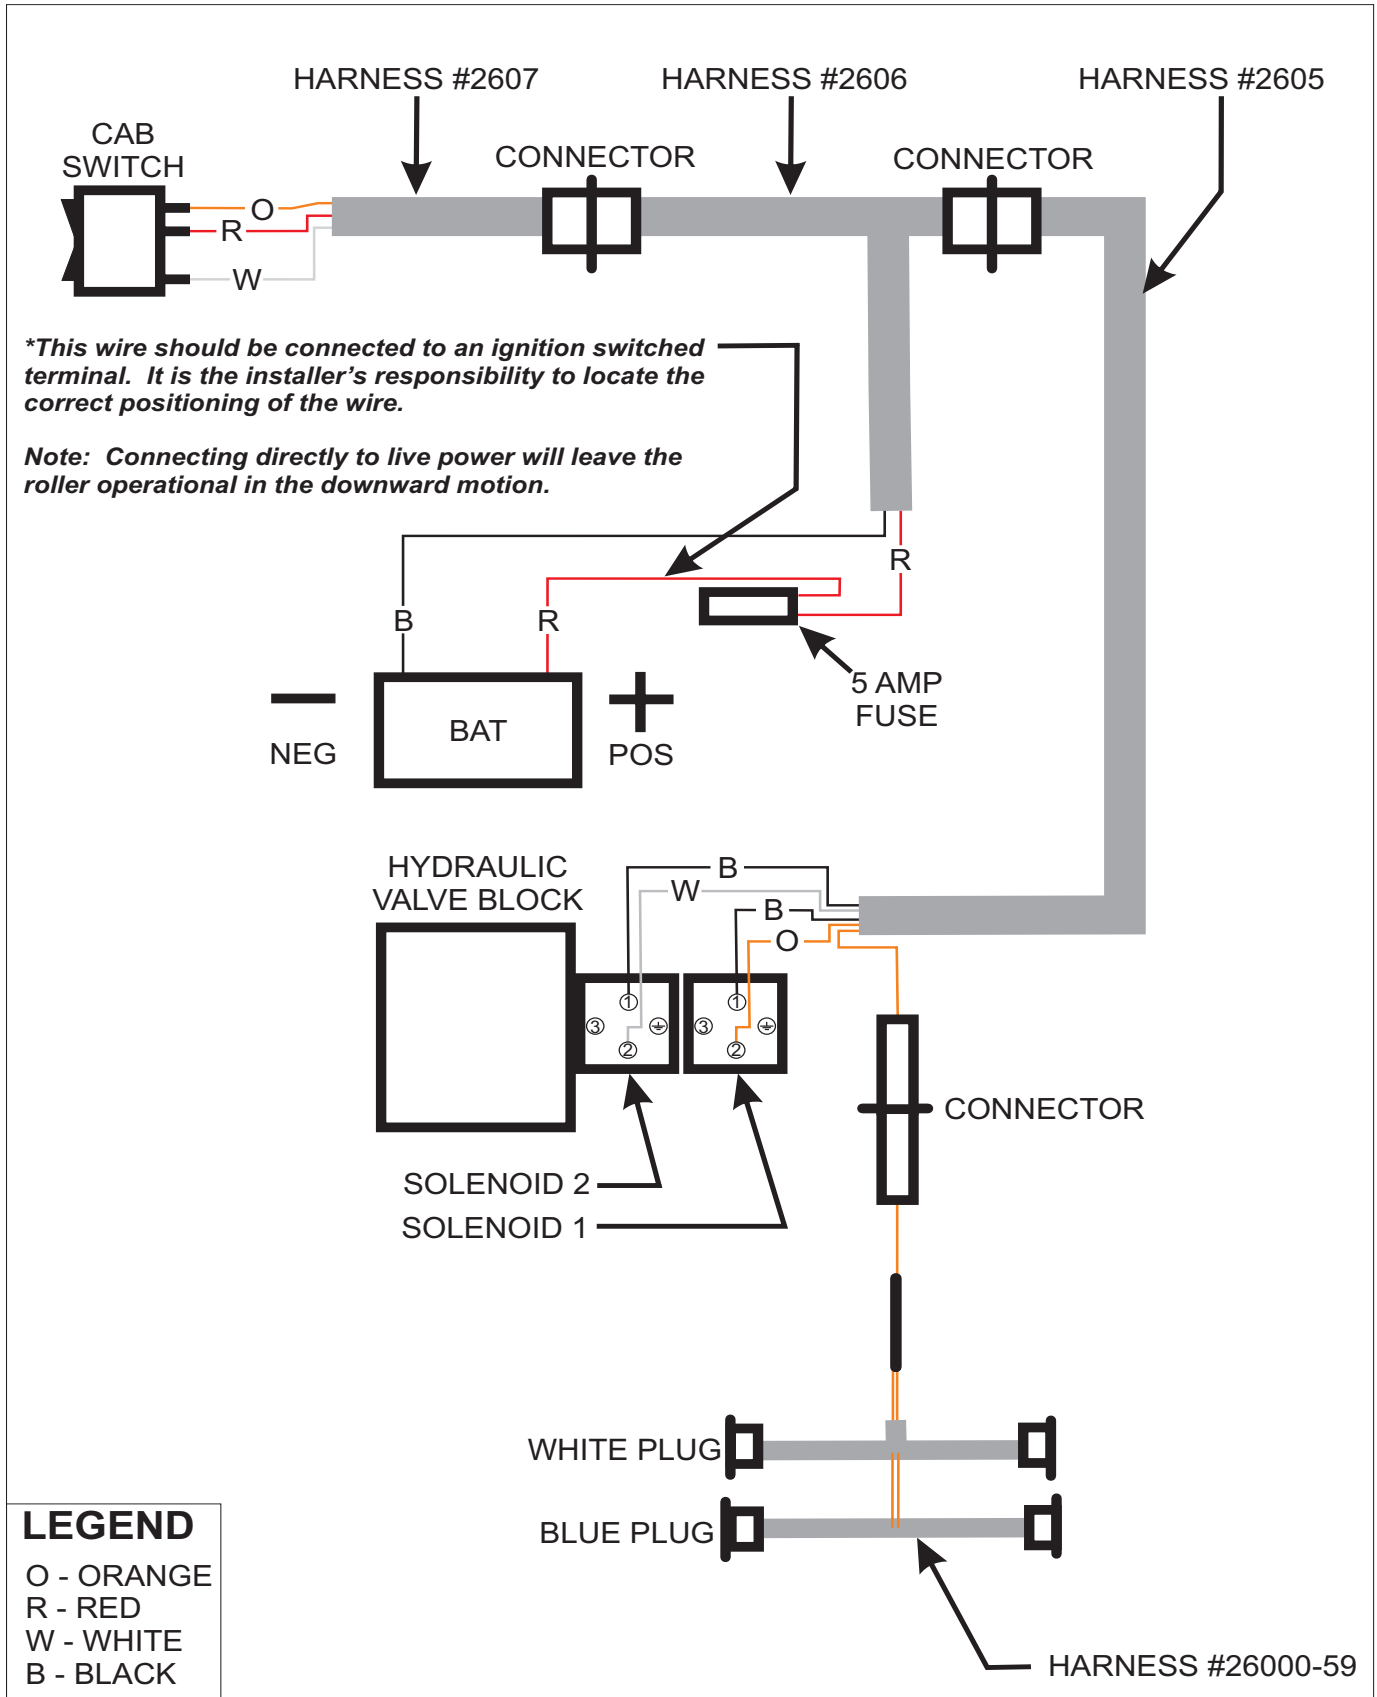 HARNESS #2607
HARNESS #2606
HARNESS #2605
CAB
SWITCH
CONNECTOR
CONNECTOR
O
R
W
*This wire should be connected to an ignition switched
terminal.  It is the installer's responsibility to locate the
correct positioning of the wire.
Note:  Connecting directly to live power will leave the
roller operational in the downward motion.
R
B
R
5 AMP
FUSE
BAT
NEG
POS
HYDRAULIC
VALVE BLOCK
B
W
B
O
1
3
2
1
3
2
CONNECTOR
SOLENOID 2
SOLENOID 1
WHITE PLUG
BLUE PLUG
LEGEND
O - ORANGE
R - RED
W - WHITE
B - BLACK
HARNESS #26000-59